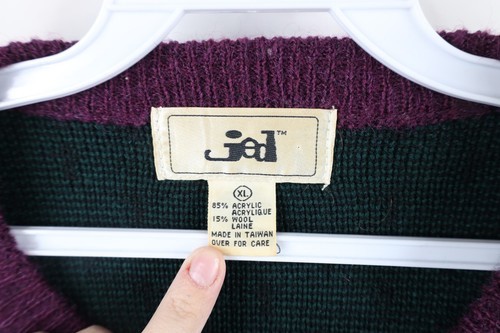 jed™
XL
85% ACRYLIC
ACRYLIQUE
15% WOOL
LAINE
MADE IN TAIWAN
OVER FOR CARE